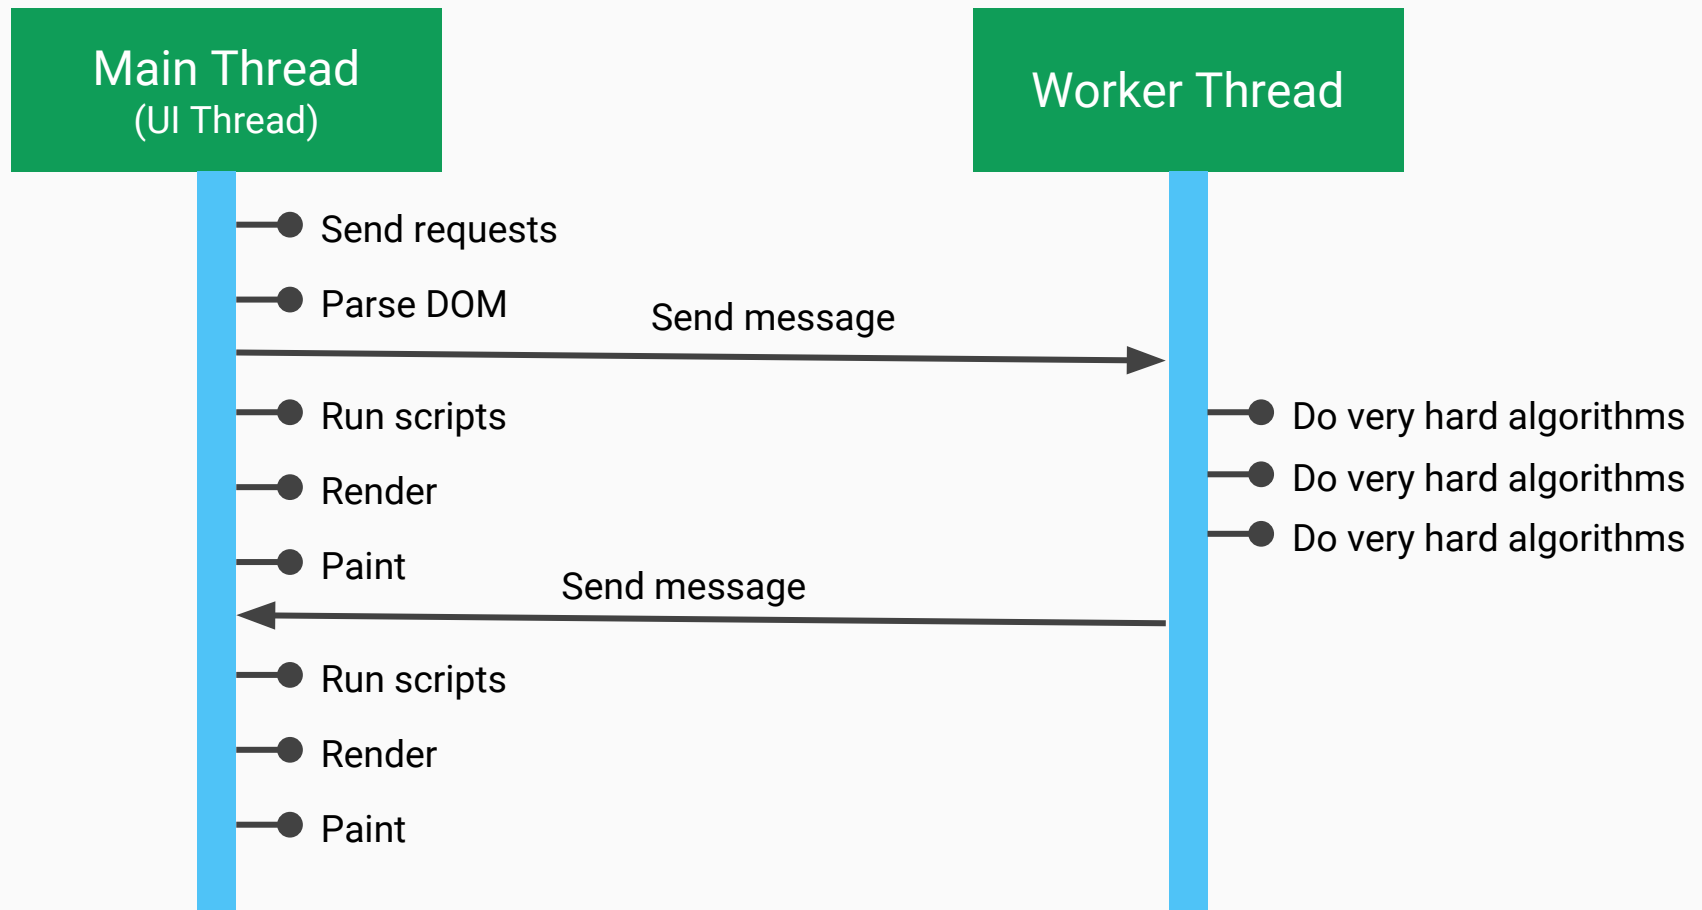 Main Thread
(UI Thread)
Worker Thread
Send requests
Parse DOM
Send message
Run scripts
Do very hard algorithms
Render
Do very hard algorithms
Do very hard algorithms
Paint
Send message
Run scripts
Render
Paint